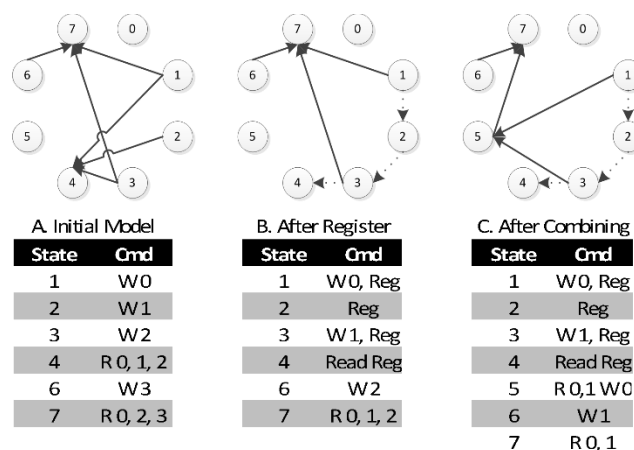 7 0
6 1
5 2
4 3
7 0
6 1
5 2
4 3
7 0
6 1
5 2
4 3
A. Initial Model
State Cmd
1 W0
2 W1
3 W2
4 R 0, 1, 2
6 W3
7 R 0, 2, 3
B. After Register
State Cmd
1 W0, Reg
2 Reg
3 W1, Reg
4 Read Reg
6 W2
7 R 0, 1, 2
C. After Combining
State Cmd
1 W0, Reg
2 Reg
3 W1, Reg
4 Read Reg
5 R 0,1 W0
6 W1
7 R 0, 1